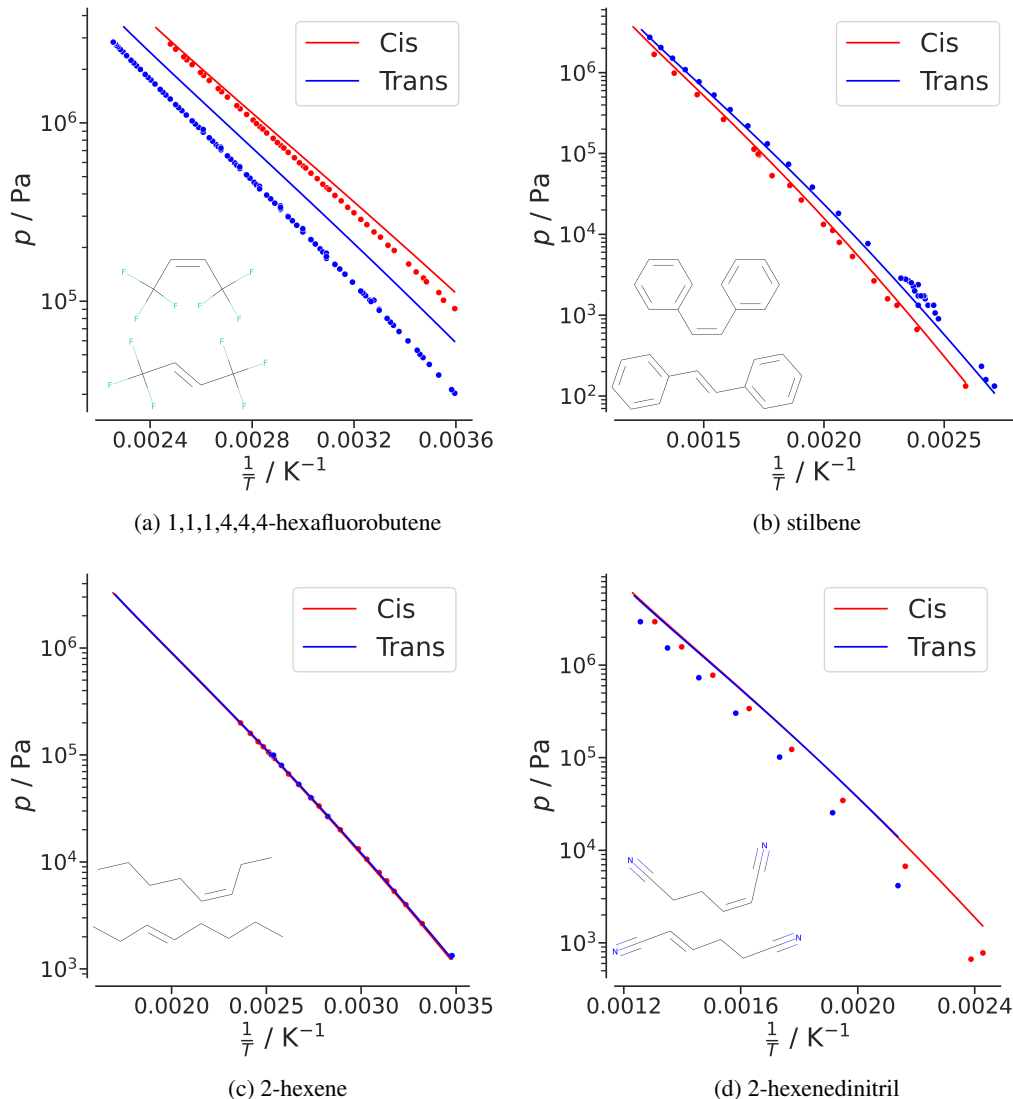 Cis
Trans
10^6
10^5
p / Pa
0.0024 0.0028 0.0032 0.0036
1/T / K^−1
F F F F F F
F F F F F F
(a) 1,1,1,4,4,4-hexafluorobutene
Cis
Trans
10^6
10^5
10^4
10^3
10^2
p / Pa
0.0015 0.0020 0.0025
1/T / K^−1
(b) stilbene
Cis
Trans
10^6
10^5
10^4
10^3
p / Pa
0.0020 0.0025 0.0030 0.0035
1/T / K^−1
(c) 2-hexene
Cis
Trans
10^6
10^5
10^4
10^3
p / Pa
N N
N N
0.0012 0.0016 0.0020 0.0024
1/T / K^−1
(d) 2-hexenedinitril